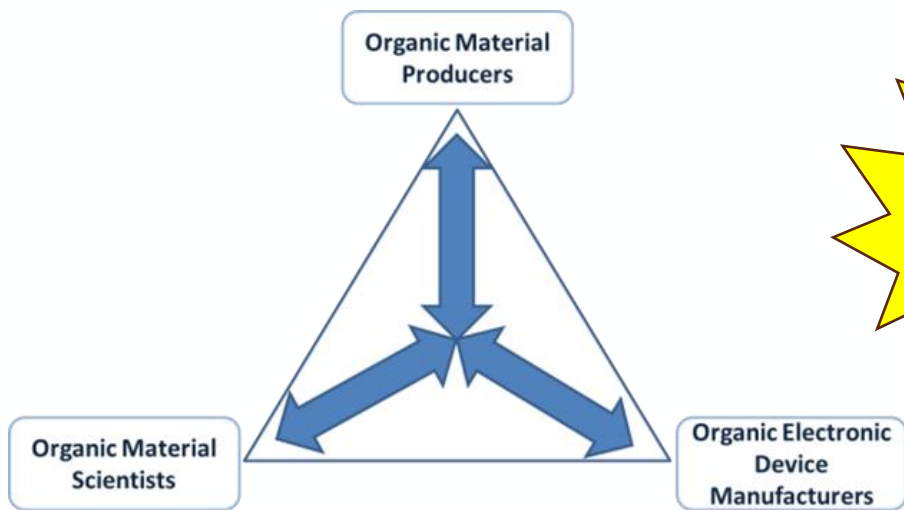 Organic Material
Producers
Organic Material
Scientists
Organic Electronic
Device
Manufacturers